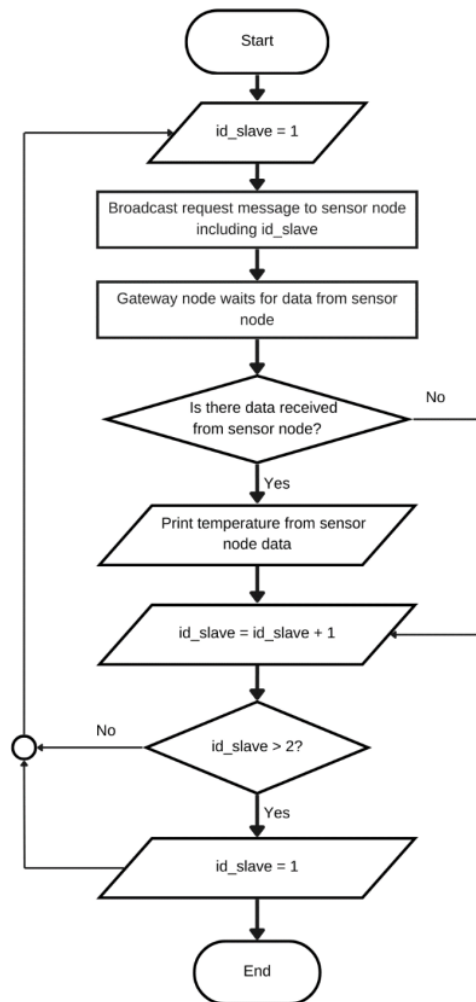 Start
id_slave = 1
Broadcast request message to sensor node
including id_slave
Gateway node waits for data from sensor
node
Is there data received
from sensor node?
No
Yes
Print temperature from sensor
node data
id_slave = id_slave + 1
No
id_slave > 2?
Yes
id_slave = 1
End